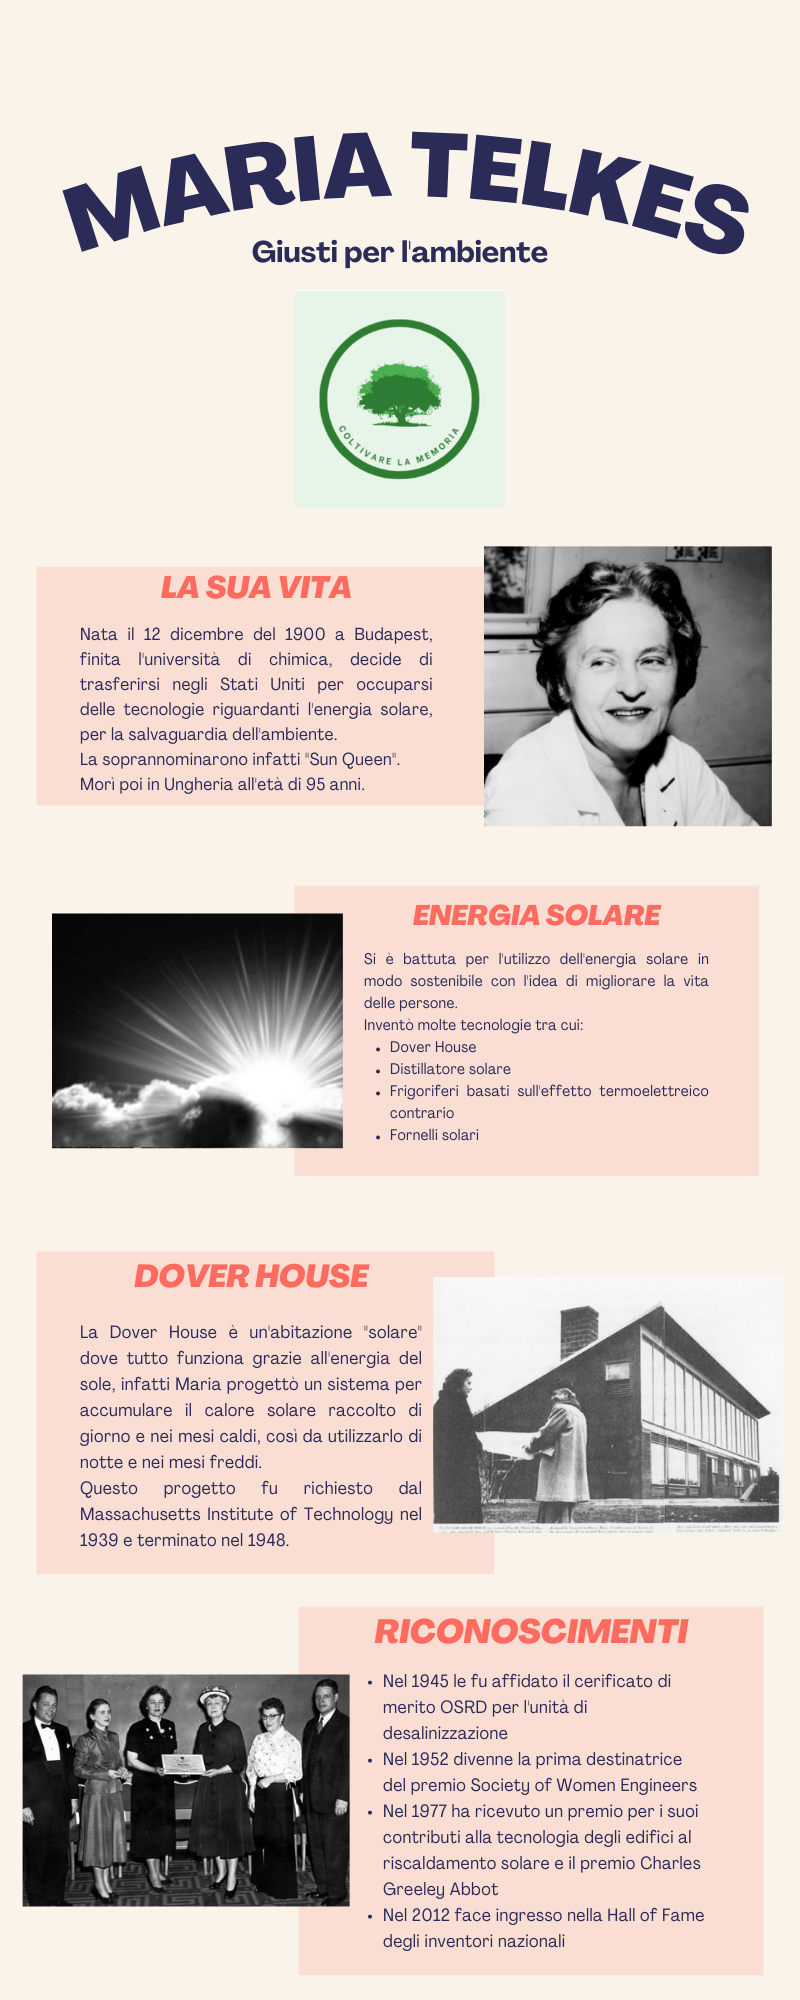 MARIA TELKES
Giusti per l'ambiente
COLTIVARE LA MEMORIA
LA SUA VITA
Nata il 12 dicembre del 1900 a Budapest,
finita l'università di chimica, decide di
trasferirsi negli Stati Uniti per occuparsi
delle tecnologie riguardanti l'energia solare,
per la salvaguardia dell'ambiente.
La soprannominarono infatti "Sun Queen".
Morì poi in Ungheria all'età di 95 anni.
ENERGIA SOLARE
Si è battuta per l'utilizzo dell'energia solare in
modo sostenibile con l'idea di migliorare la vita
delle persone.
Inventò molte tecnologie tra cui:
• Dover House
• Distillatore solare
• Frigoriferi basati sull'effetto termoelettreico
contrario
• Fornelli solari
DOVER HOUSE
La Dover House è un'abitazione "solare"
dove tutto funziona grazie all'energia del
sole, infatti Maria progettò un sistema per
accumulare il calore solare raccolto di
giorno e nei mesi caldi, così da utilizzarlo di
notte e nei mesi freddi.
Questo progetto fu richiesto dal
Massachusetts Institute of Technology nel
1939 e terminato nel 1948.
RICONOSCIMENTI
• Nel 1945 le fu affidato il cerificato di
merito OSRD per l'unità di
desalinizzazione
• Nel 1952 divenne la prima destinatrice
del premio Society of Women Engineers
• Nel 1977 ha ricevuto un premio per i suoi
contributi alla tecnologia degli edifici al
riscaldamento solare e il premio Charles
Greeley Abbot
• Nel 2012 face ingresso nella Hall of Fame
degli inventori nazionali